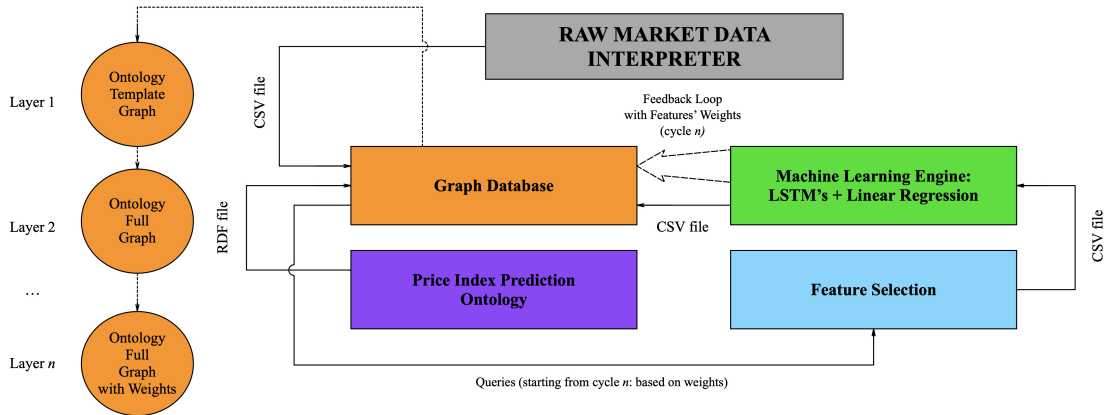 RAW MARKET DATA
INTERPRETER
Ontology
Template
Graph
Layer 1
CSV file
Feedback Loop
with Features' Weights
(cycle n)
Graph Database
Machine Learning Engine:
LSTM's + Linear Regression
Ontology
Full
Graph
Layer 2
RDF file
CSV file
CSV file
Price Index Prediction
Ontology
Feature Selection
...
Ontology
Full
Graph
with Weights
Layer n
Queries (starting from cycle n: based on weights)